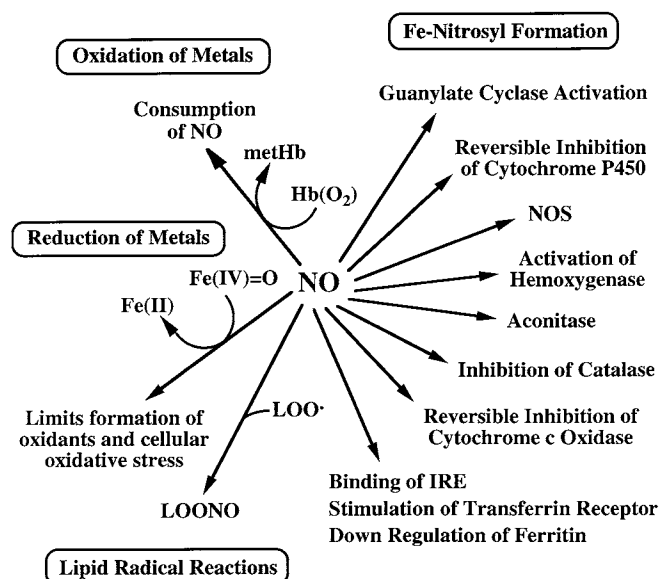 Fe-Nitrosyl Formation
Oxidation of Metals
Guanylate Cyclase Activation
Consumption
of NO
metHb
Hb(O₂)
Reversible Inhibition
of Cytochrome P450
NOS
Reduction of Metals
Activation of
Hemoxygenase
Fe(IV)=O
NO
Fe(II)
Aconitase
Inhibition of Catalase
Limits formation of
oxidants and cellular
oxidative stress
LOO·
Reversible Inhibition of
Cytochrome c Oxidase
Binding of IRE
Stimulation of Transferrin Receptor
Down Regulation of Ferritin
LOONO
Lipid Radical Reactions